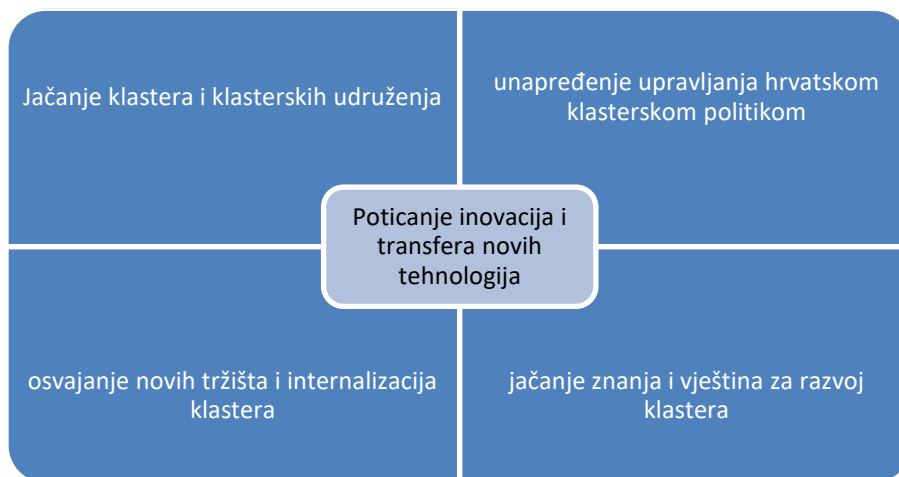 Jačanje klastera i klasterskih udruženja
unapređenje upravljanja hrvatskom
klasterskom politikom
Poticanje inovacija i
transfera novih
tehnologija
osvajanje novih tržišta i internalizacija
klastera
jačanje znanja i vještina za razvoj
klastera